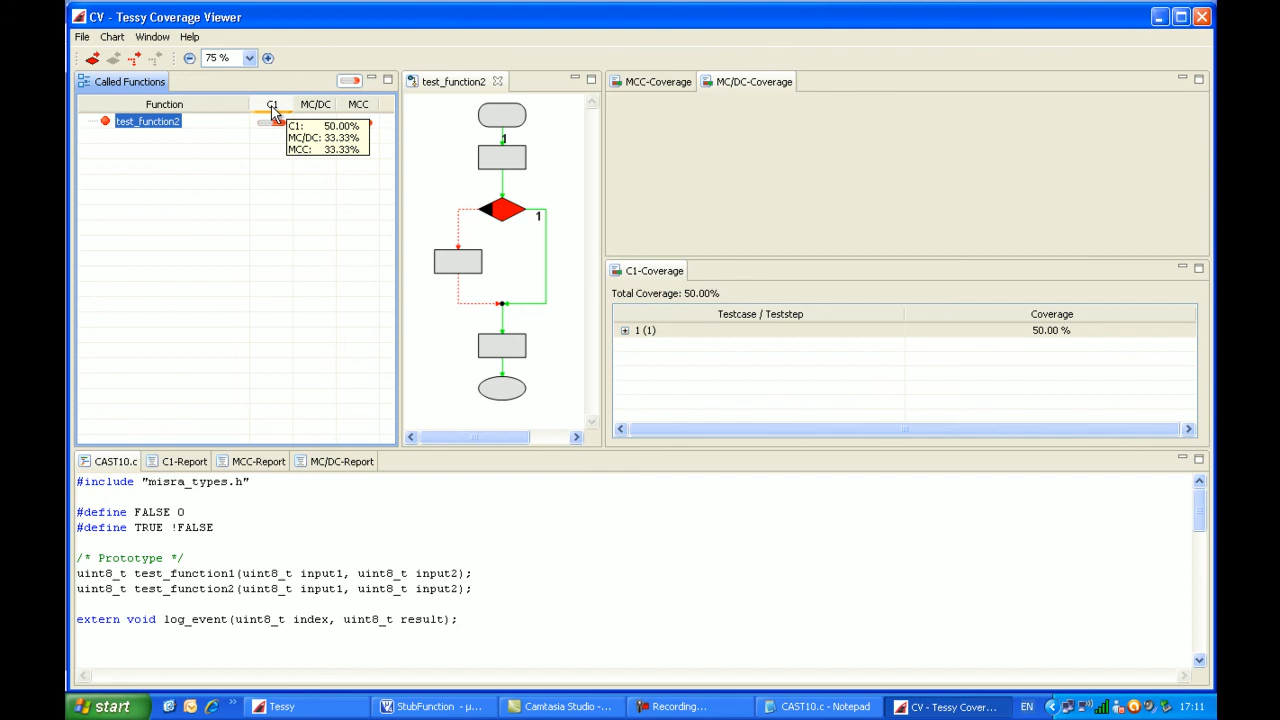 CV - Tessy Coverage Viewer
File Chart Window Help
75 %
Called Functions
Function C1 MC/DC MCC
test_function2
C1: 50.00%
MC/DC: 33.33%
MCC: 33.33%
test_function2
1
1
MCC-Coverage MC/DC-Coverage
C1-Coverage
Total Coverage: 50.00%
Testcase / Teststep Coverage
1 (1) 50.00 %
CAST10.c C1-Report MCC-Report MC/DC-Report
#include "misra_types.h"
#define FALSE 0
#define TRUE !FALSE
/* Prototype */
uint8_t test_function1(uint8_t input1, uint8_t input2);
uint8_t test_function2(uint8_t input1, uint8_t input2);
extern void log_event(uint8_t index, uint8_t result);
start Tessy StubFunction - µ... Camtasia Studio -... Recording... CAST10.c - Notepad CV - Tessy Cover... EN 17:11